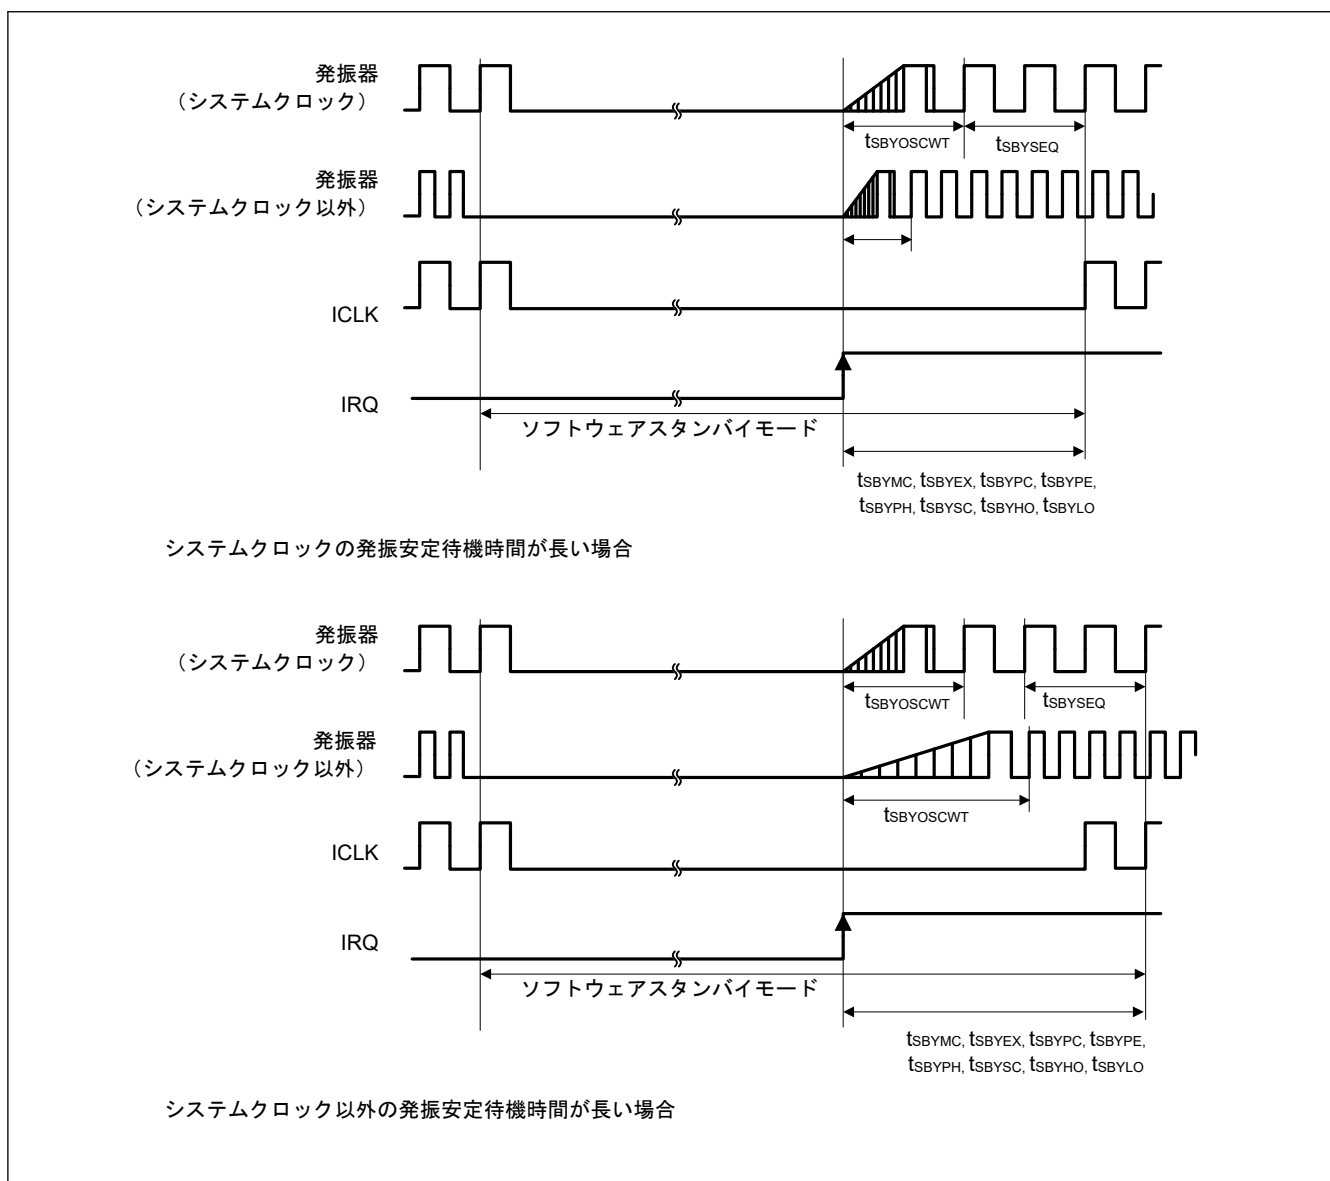 発振器
（システムクロック）
tSBYOSCWT
tSBYSEQ
発振器
（システムクロック以外）
ICLK
IRQ
ソフトウェアスタンバイモード
tSBYMC, tSBYEX, tSBYPC, tSBYPE,
tSBYPH, tSBYSC, tSBYHO, tSBYLO
システムクロックの発振安定待機時間が長い場合
発振器
（システムクロック）
tSBYOSCWT
tSBYSEQ
発振器
（システムクロック以外）
tSBYOSCWT
ICLK
IRQ
ソフトウェアスタンバイモード
tSBYMC, tSBYEX, tSBYPC, tSBYPE,
tSBYPH, tSBYSC, tSBYHO, tSBYLO
システムクロック以外の発振安定待機時間が長い場合